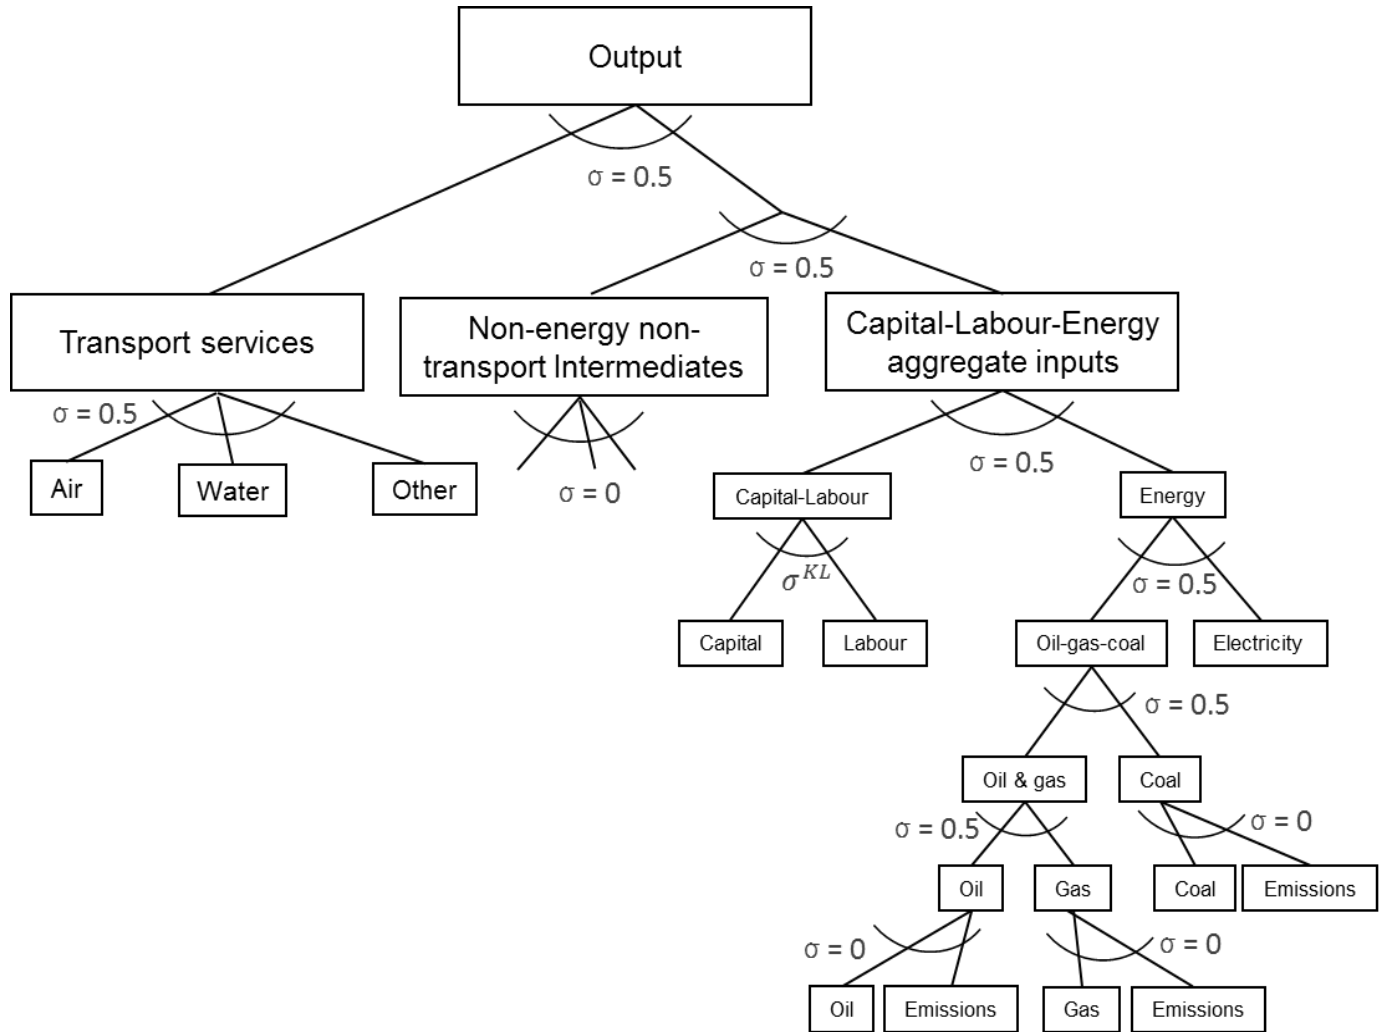 Output
σ = 0.5
σ = 0.5
Transport services
Non-energy non-
transport Intermediates
Capital-Labour-Energy
aggregate inputs
σ = 0.5
σ = 0
σ = 0.5
Air
Water
Other
Capital-Labour
Energy
σ^KL
σ = 0.5
Capital
Labour
Oil-gas-coal
Electricity
σ = 0.5
Oil & gas
Coal
σ = 0.5
σ = 0
Oil
Gas
Coal
Emissions
σ = 0
σ = 0
Oil
Emissions
Gas
Emissions